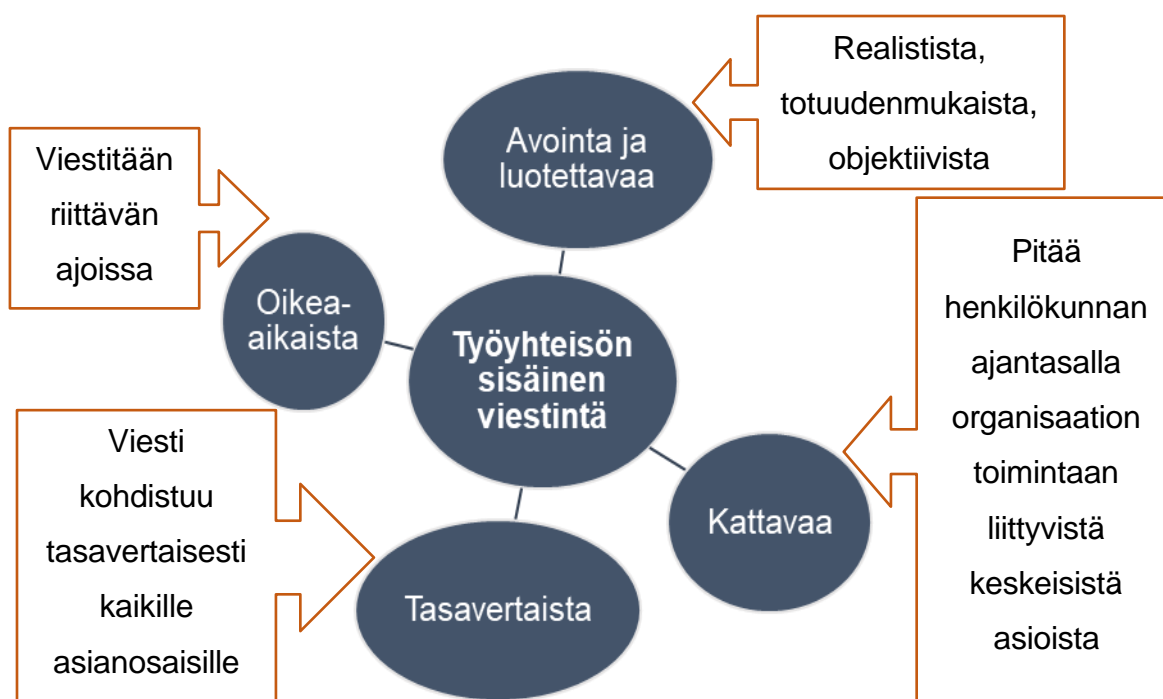 Realistista,
totuudenmukaista,
objektiivista
Avointa ja
luotettavaa
Viestitään
riittävän
ajoissa
Oikea-
aikaista
Työyhteisön
sisäinen
viestintä
Pitää
henkilökunnan
ajantasalla
organisaation
toimintaan
liittyvistä
keskeisistä
asioista
Kattavaa
Viesti
kohdistuu
tasavertaisesti
kaikille
asianosaisille
Tasavertaista